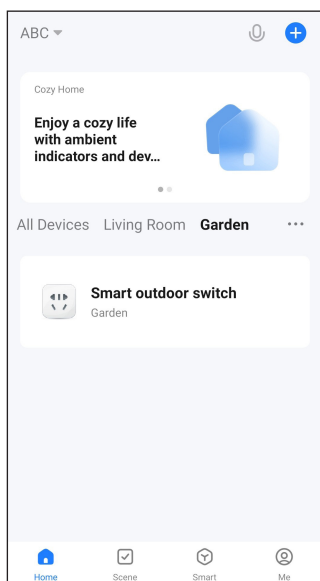 ABC
Cozy Home
Enjoy a cozy life
with ambient
indicators and dev...
All Devices Living Room Garden
Smart outdoor switch
Garden
Home Scene Smart Me